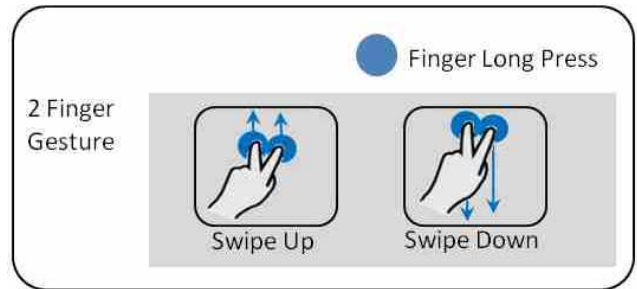 Finger Long Press
2 Finger
Gesture
Swipe Up
Swipe Down